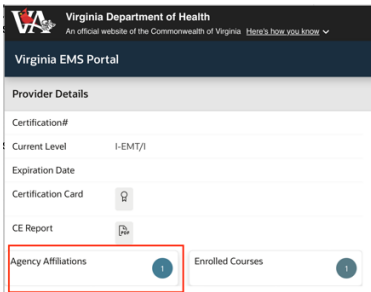 Virginia Department of Health
An official website of the Commonwealth of Virginia Here's how you know
Virginia EMS Portal
Provider Details
Certification#
Current Level I-EMT/I
Expiration Date
Certification Card
CE Report PDF
Agency Affiliations 1 Enrolled Courses 1